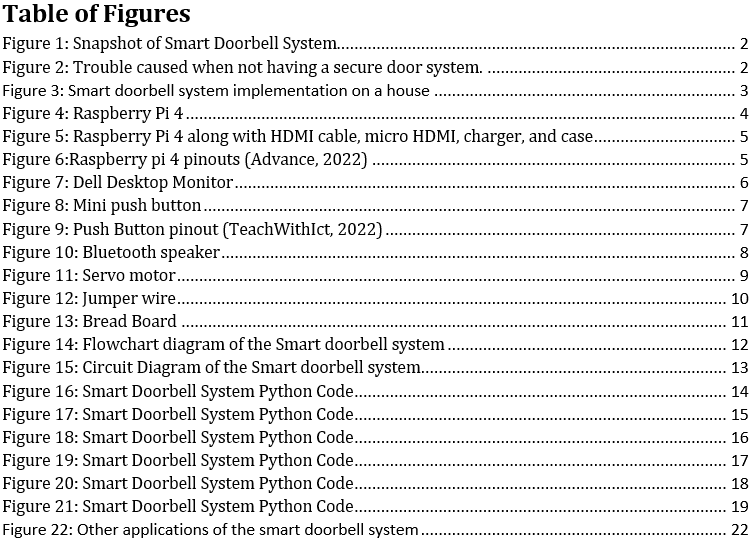 Table of Figures
Figure 1: Snapshot of Smart Doorbell System.......................................................................................... 2
Figure 2: Trouble caused when not having a secure door system. ........................................................ 2
Figure 3: Smart doorbell system implementation on a house ................................................................ 3
Figure 4: Raspberry Pi 4........................................................................................................................ 4
Figure 5: Raspberry Pi 4 along with HDMI cable, micro HDMI, charger, and case................................ 5
Figure 6:Raspberry pi 4 pinouts (Advance, 2022) ................................................................................. 5
Figure 7: Dell Desktop Monitor.............................................................................................................. 6
Figure 8: Mini push button .................................................................................................................... 7
Figure 9: Push Button pinout (TeachWithIct, 2022) .............................................................................. 7
Figure 10: Bluetooth speaker................................................................................................................. 8
Figure 11: Servo motor.......................................................................................................................... 9
Figure 12: Jumper wire........................................................................................................................ 10
Figure 13: Bread Board ....................................................................................................................... 11
Figure 14: Flowchart diagram of the Smart doorbell system ............................................................... 12
Figure 15: Circuit Diagram of the Smart doorbell system.................................................................... 13
Figure 16: Smart Doorbell System Python Code.................................................................................. 14
Figure 17: Smart Doorbell System Python Code.................................................................................. 15
Figure 18: Smart Doorbell System Python Code.................................................................................. 16
Figure 19: Smart Doorbell System Python Code.................................................................................. 17
Figure 20: Smart Doorbell System Python Code.................................................................................. 18
Figure 21: Smart Doorbell System Python Code.................................................................................. 19
Figure 22: Other applications of the smart doorbell system ................................................................ 22